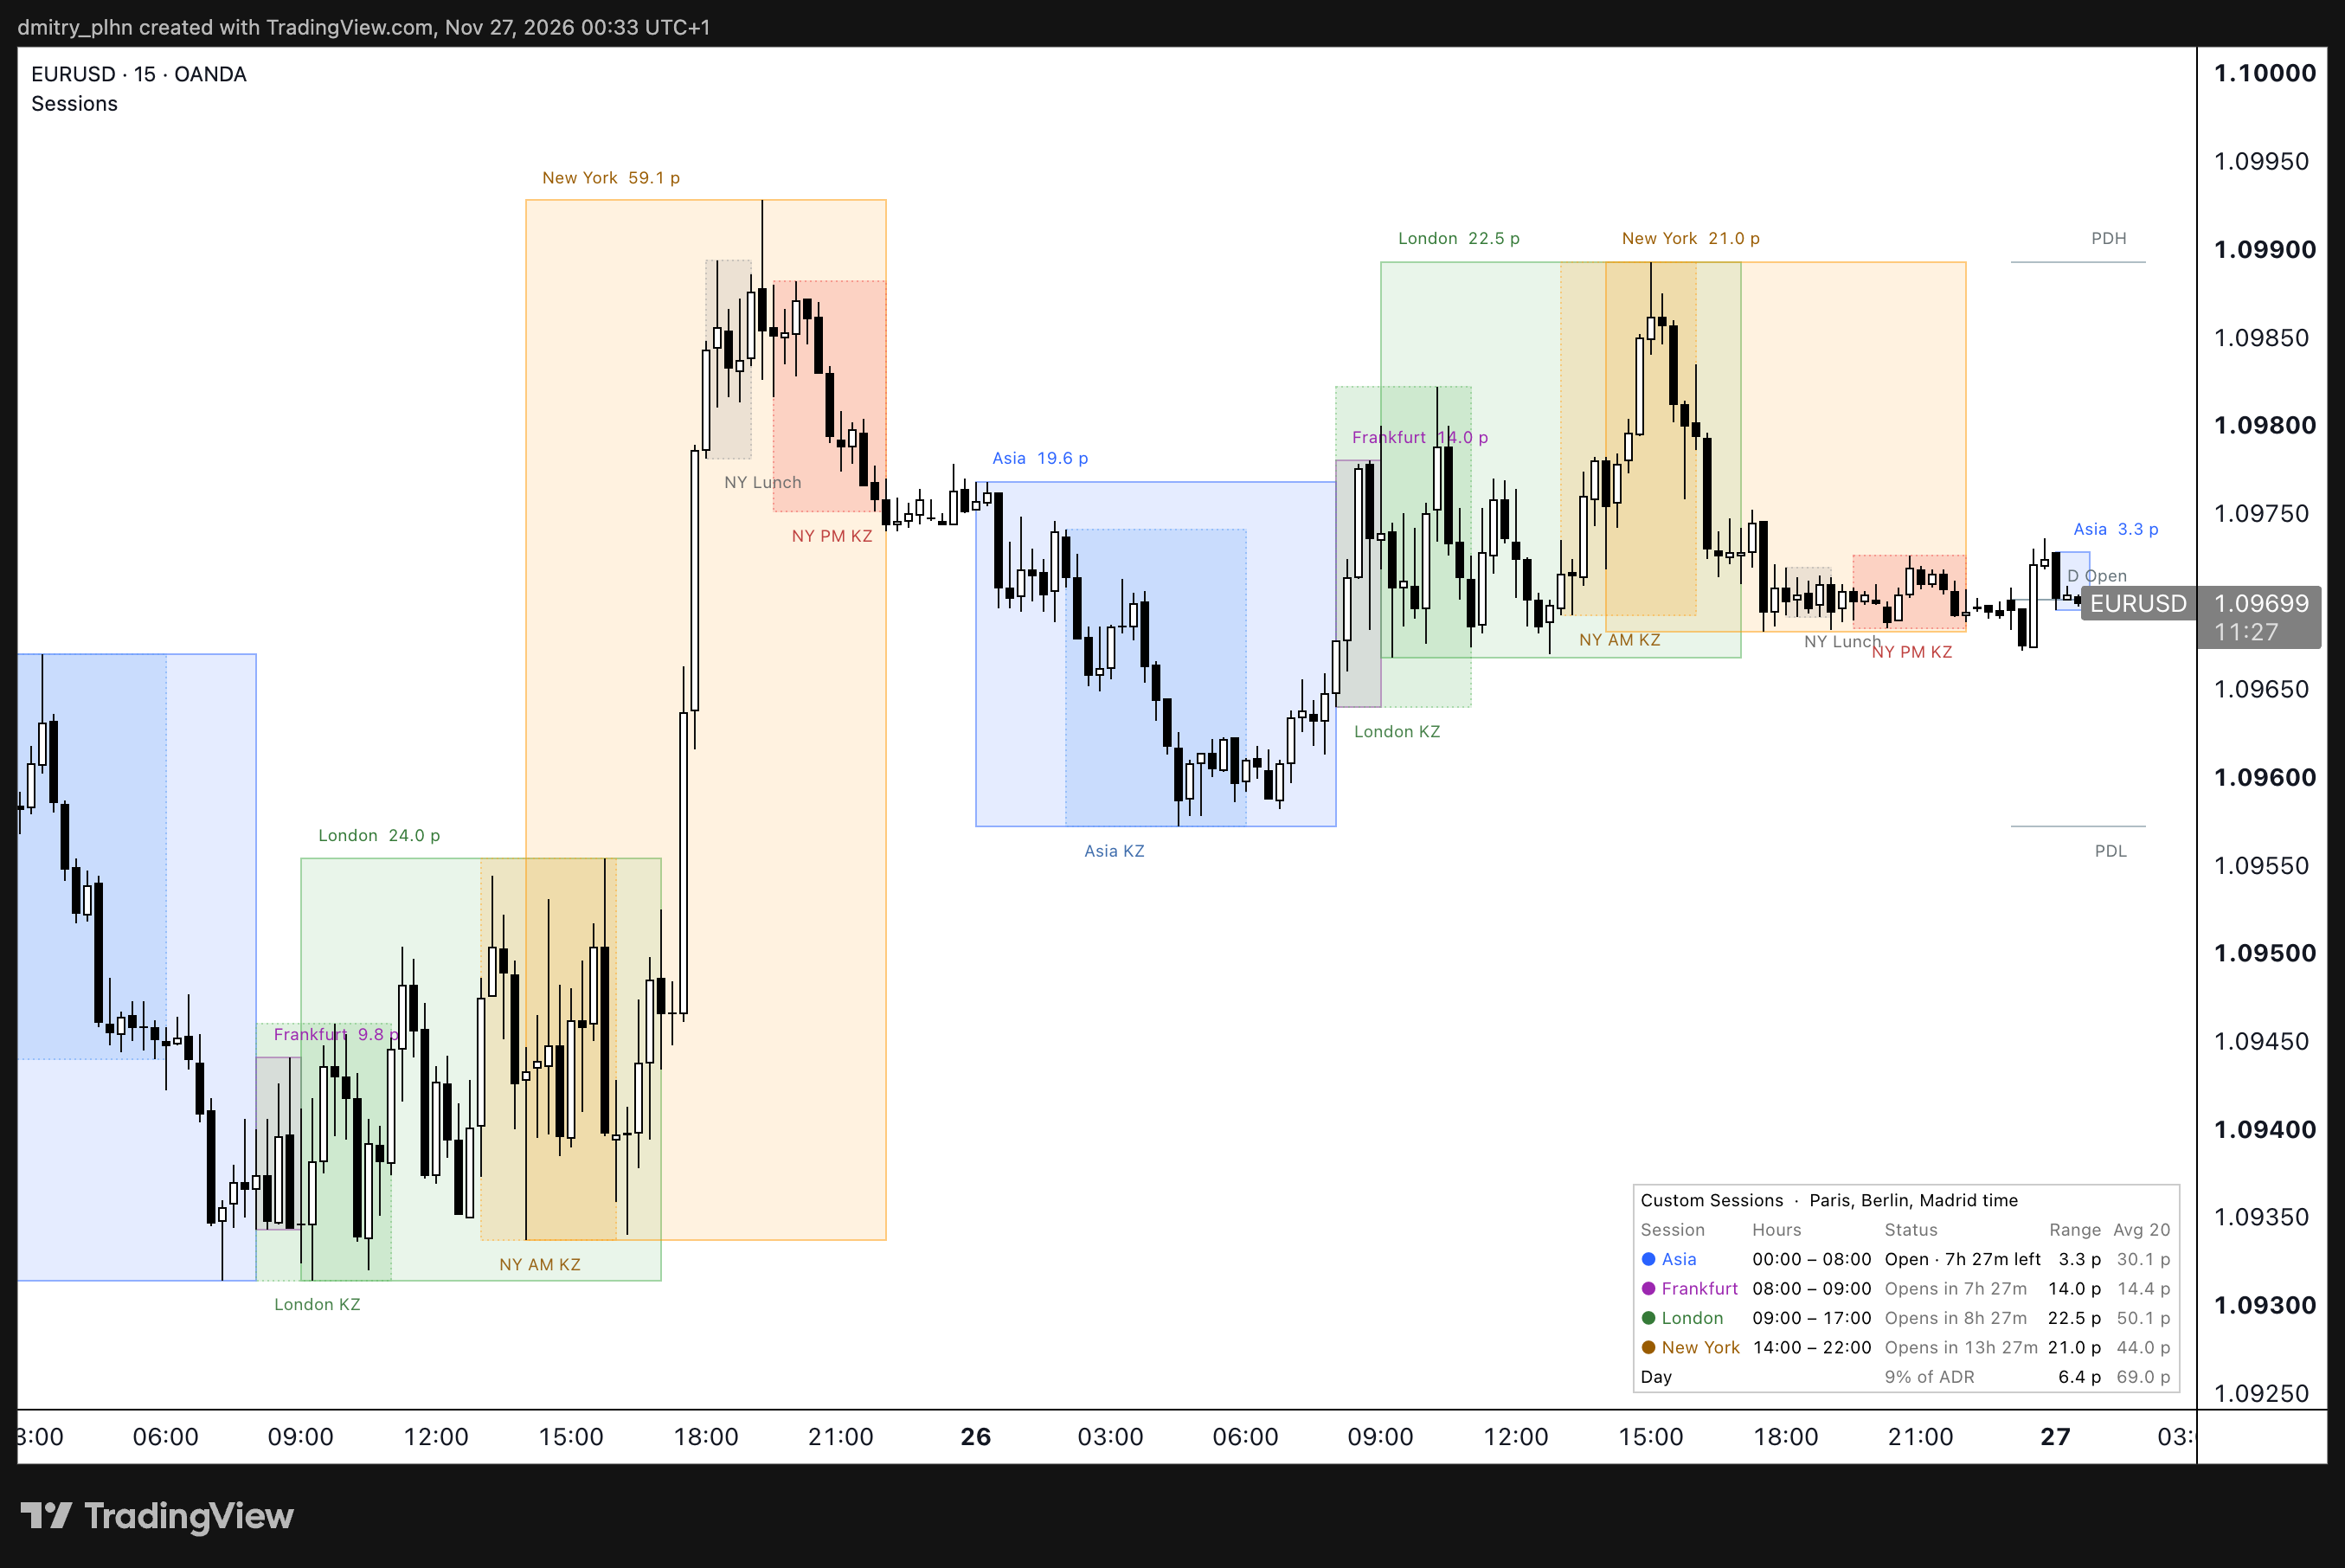 dmitry_plhn created with TradingView.com, Nov 27, 2026 00:33 UTC+1
EURUSD · 15 · OANDA
Sessions
1.10000
1.09950
New York 59.1 p
PDH
London 22.5 p
New York 21.0 p
1.09900
1.09850
Frankfurt 14.0 p
1.09800
Asia 19.6 p
NY Lunch
1.09750
NY PM KZ
Asia 3.3 p
D Open
EURUSD
1.09699
11:27
NY AM KZ
NY Lunch
NY PM KZ
1.09650
London KZ
1.09600
London 24.0 p
Asia KZ
PDL
1.09550
1.09500
Frankfurt 9.8 p
1.09450
1.09400
1.09350
NY AM KZ
London KZ
1.09300
1.09250
Custom Sessions · Paris, Berlin, Madrid time
Session Hours Status Range Avg 20
Asia 00:00 – 08:00 Open · 7h 27m left 3.3 p 30.1 p
Frankfurt 08:00 – 09:00 Opens in 7h 27m 14.0 p 14.4 p
London 09:00 – 17:00 Opens in 8h 27m 22.5 p 50.1 p
New York 14:00 – 22:00 Opens in 13h 27m 21.0 p 44.0 p
Day 9% of ADR 6.4 p 69.0 p
3:00 06:00 09:00 12:00 15:00 18:00 21:00 26 03:00 06:00 09:00 12:00 15:00 18:00 21:00 27 03:
TradingView